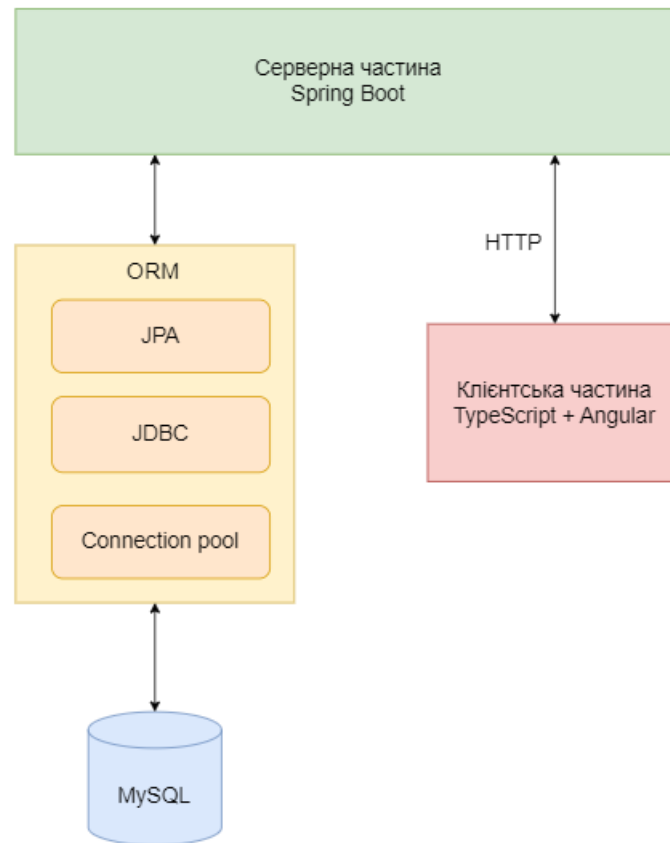 Серверна частина
Spring Boot
HTTP
ORM
JPA
JDBC
Connection pool
Клієнтська частина
TypeScript + Angular
MySQL